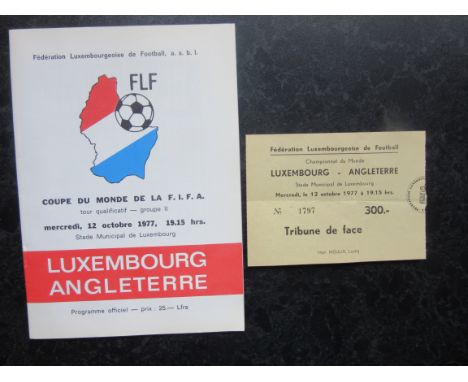 Fédération Luxembourgeoise de Football, a. s. b. l.
FLF
COUPE DU MONDE DE LA F. I. F. A.
tour qualificatif — groupe II
mercredi, 12 octobre 1977, 19.15 hrs.
Stade Municipal de Luxembourg
LUXEMBOURG
ANGLETERRE
Programme officiel — prix : 25.— Lfrs
Fédération Luxembourgeoise de Football
Championnat du Monde
LUXEMBOURG - ANGLETERRE
Stade Municipal de Luxembourg
Mercredi, le 12 octobre 1977 à 19.15 hrs.
№ 1797 300.-
Tribune de face